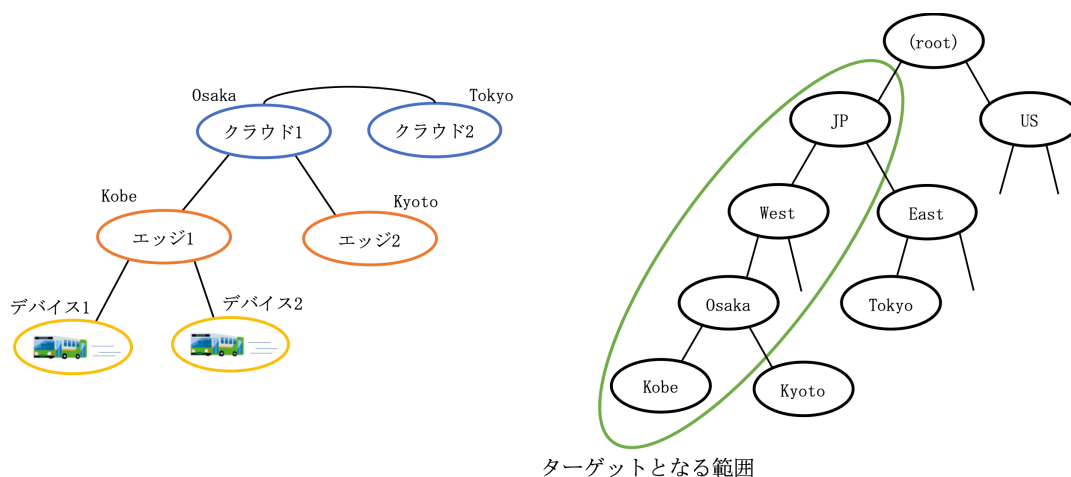 Osaka
Tokyo
クラウド1
クラウド2
Kobe
Kyoto
エッジ1
エッジ2
デバイス1
デバイス2
(root)
JP
US
West
East
Osaka
Tokyo
Kobe
Kyoto
ターゲットとなる範囲